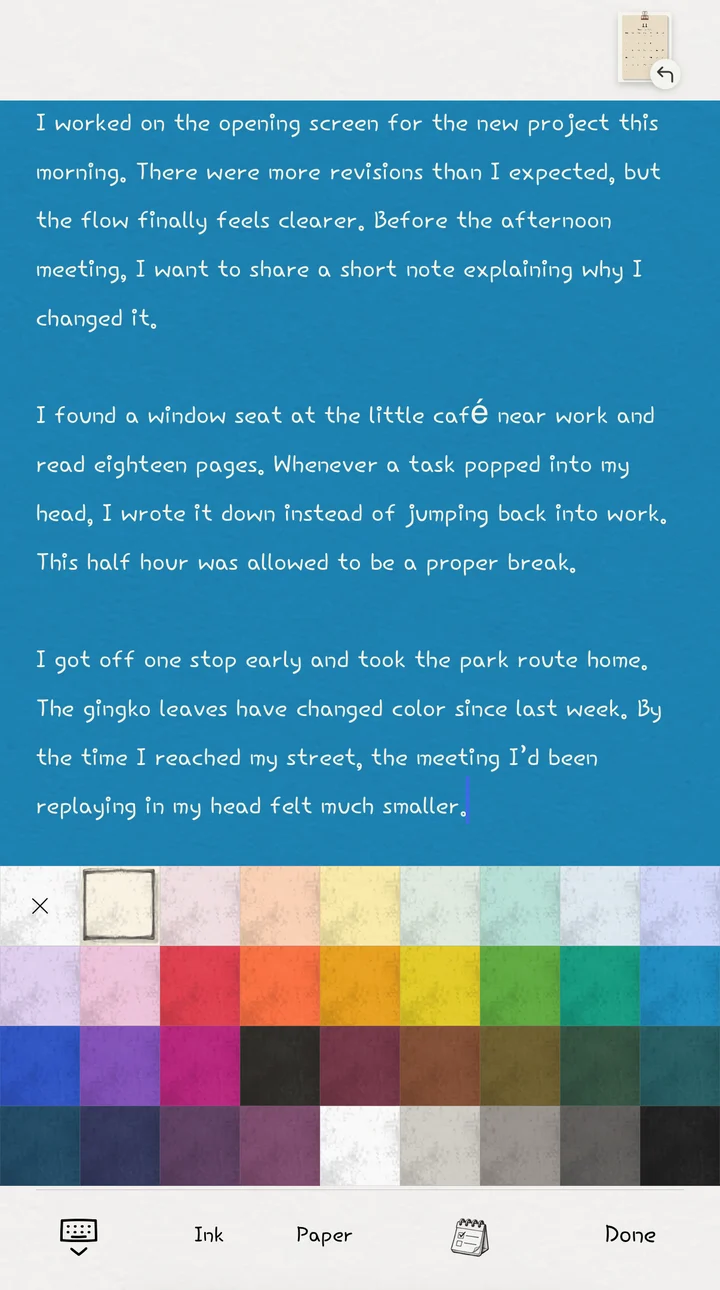 I worked on the opening screen for the new project this
morning. There were more revisions than I expected, but
the flow finally feels clearer. Before the afternoon
meeting, I want to share a short note explaining why I
changed it.
I found a window seat at the little café near work and
read eighteen pages. Whenever a task popped into my
head, I wrote it down instead of jumping back into work.
This half hour was allowed to be a proper break.
I got off one stop early and took the park route home.
The gingko leaves have changed color since last week. By
the time I reached my street, the meeting I’d been
replaying in my head felt much smaller.
Ink
Paper
Done